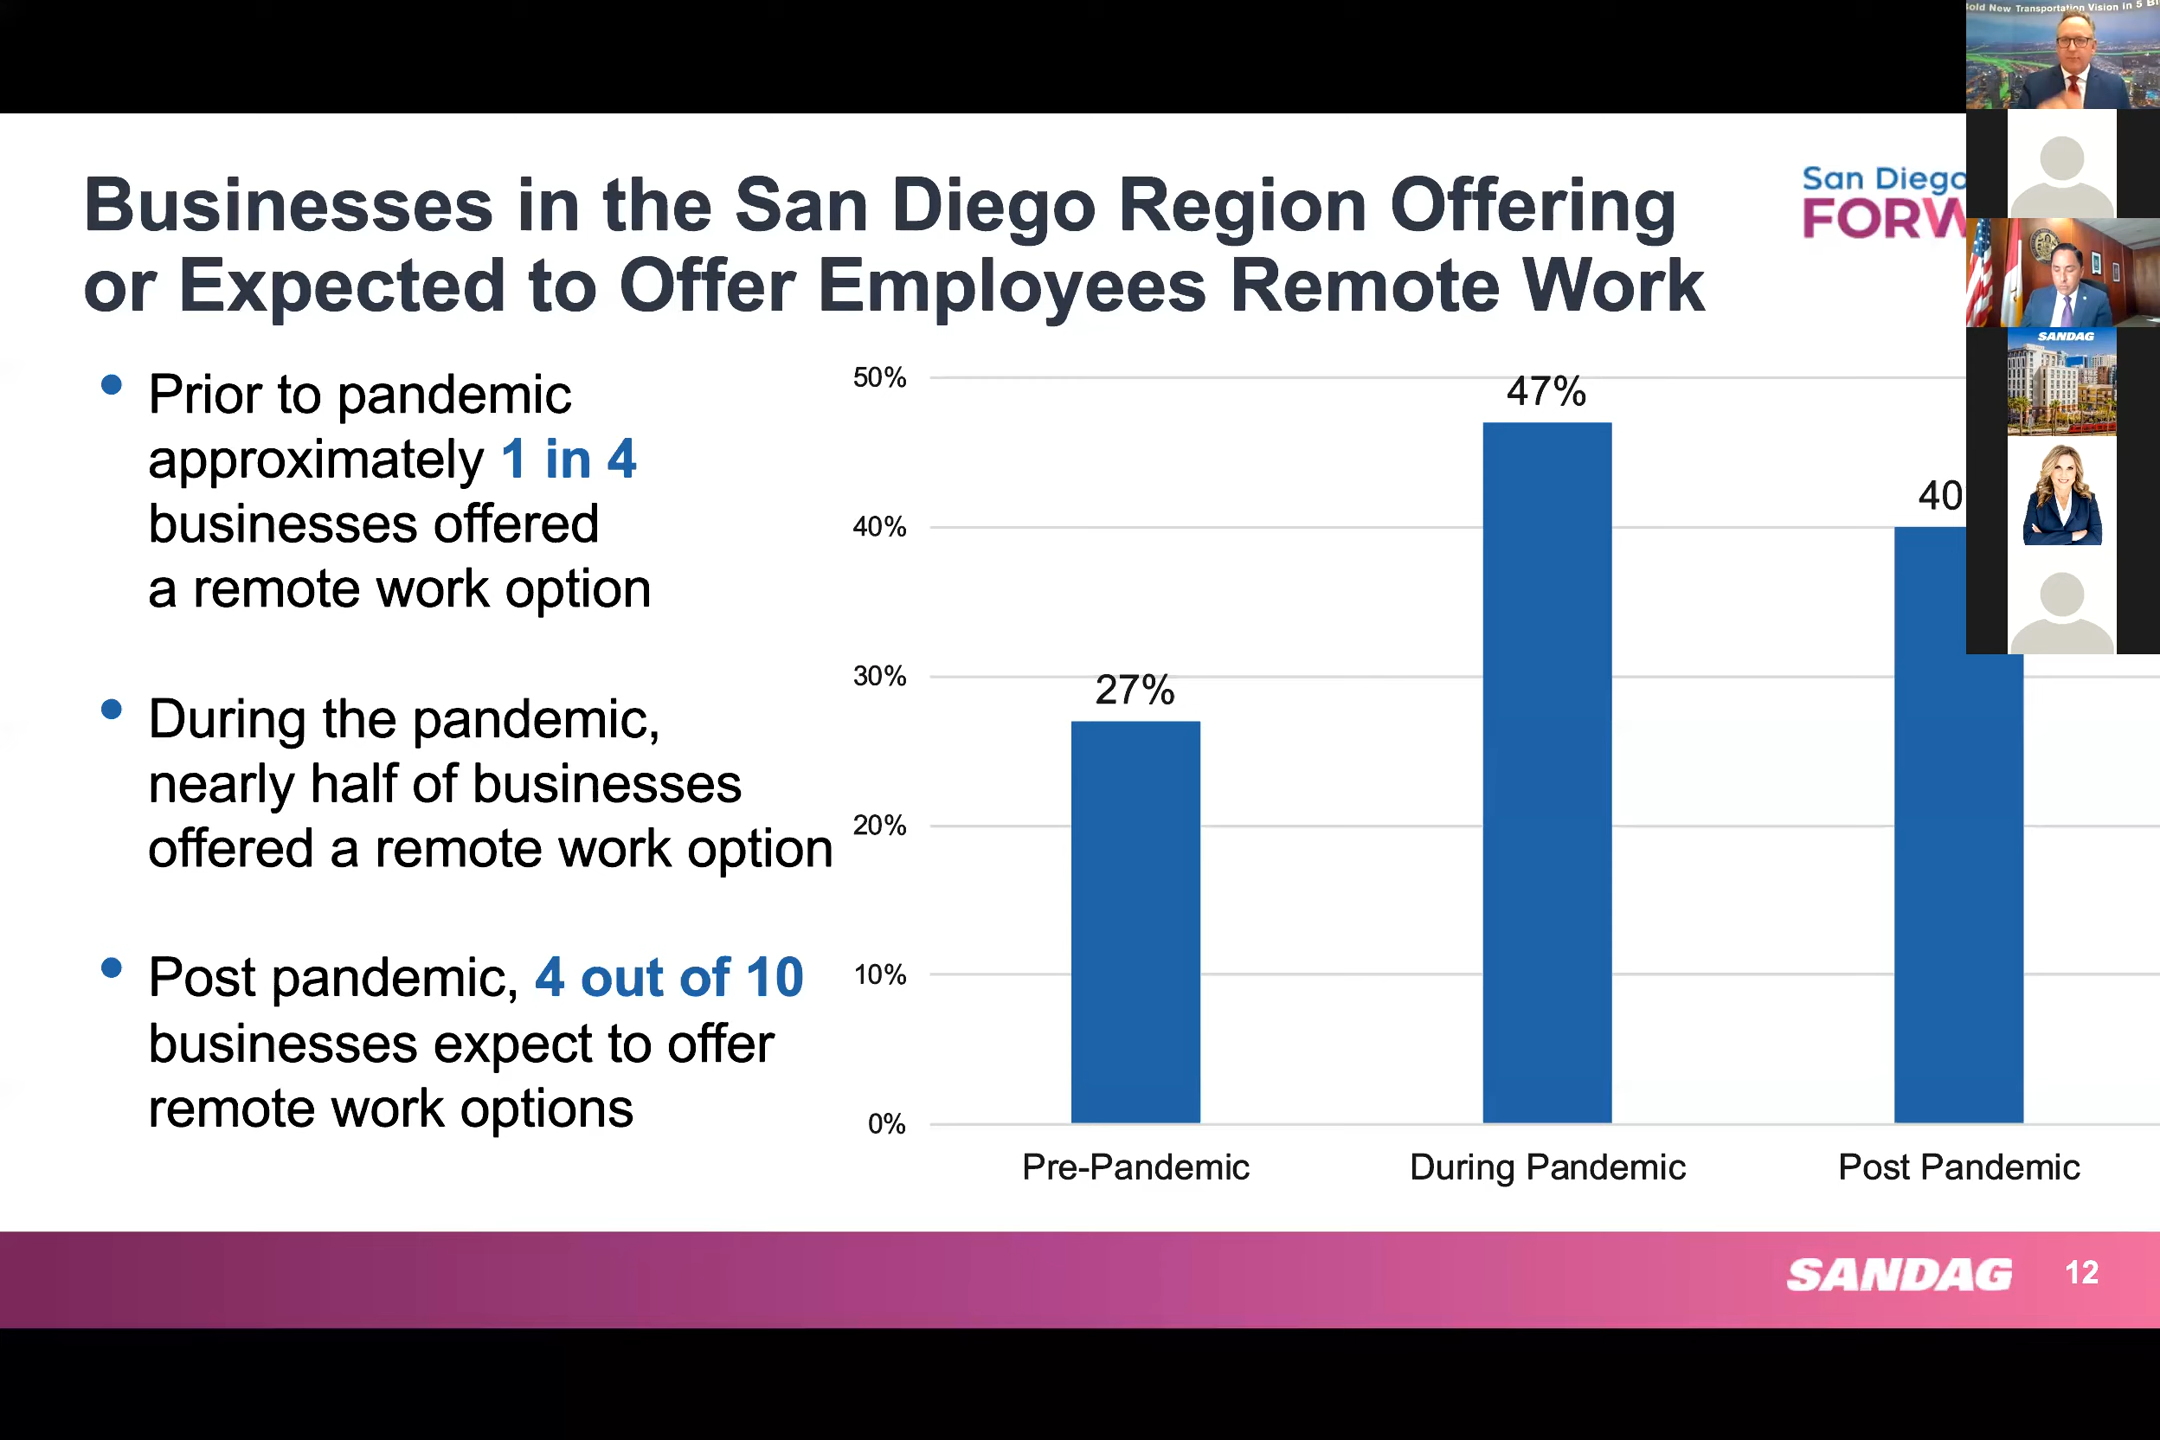 old New Transportation Vision in 5 Bi
Businesses in the San Diego Region Offering
or Expected to Offer Employees Remote Work
San Diego
FORW
SANDAG
• Prior to pandemic
approximately 1 in 4
businesses offered
a remote work option
• During the pandemic,
nearly half of businesses
offered a remote work option
• Post pandemic, 4 out of 10
businesses expect to offer
remote work options
50%
40%
30%
20%
10%
0%
27%
47%
40
Pre-Pandemic
During Pandemic
Post Pandemic
SANDAG
12